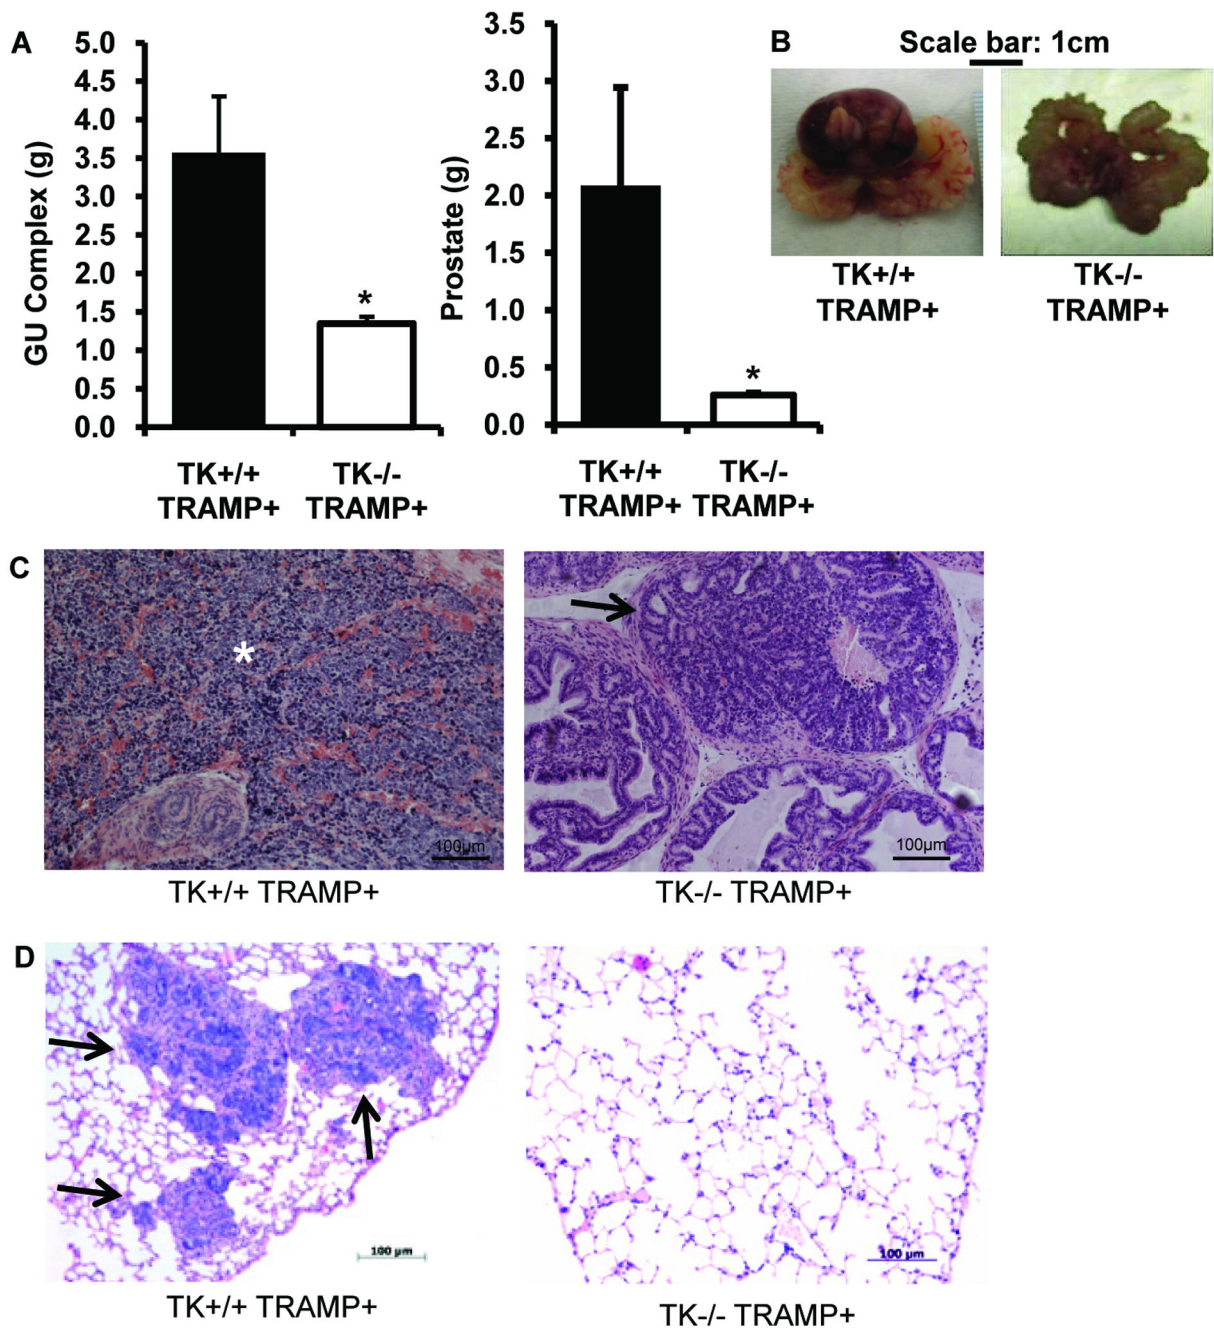 A
GU Complex (g)
5.0
4.5
4.0
3.5
3.0
2.5
2.0
1.5
1.0
0.5
0.0
*
TK+/+
TRAMP+
TK-/-
TRAMP+
Prostate (g)
3.5
3.0
2.5
2.0
1.5
1.0
0.5
0.0
*
TK+/+
TRAMP+
TK-/-
TRAMP+
B
Scale bar: 1cm
TK+/+
TRAMP+
TK-/-
TRAMP+
C
*
100µm
TK+/+ TRAMP+
100µm
TK-/- TRAMP+
D
100 µm
TK+/+ TRAMP+
100 µm
TK-/- TRAMP+